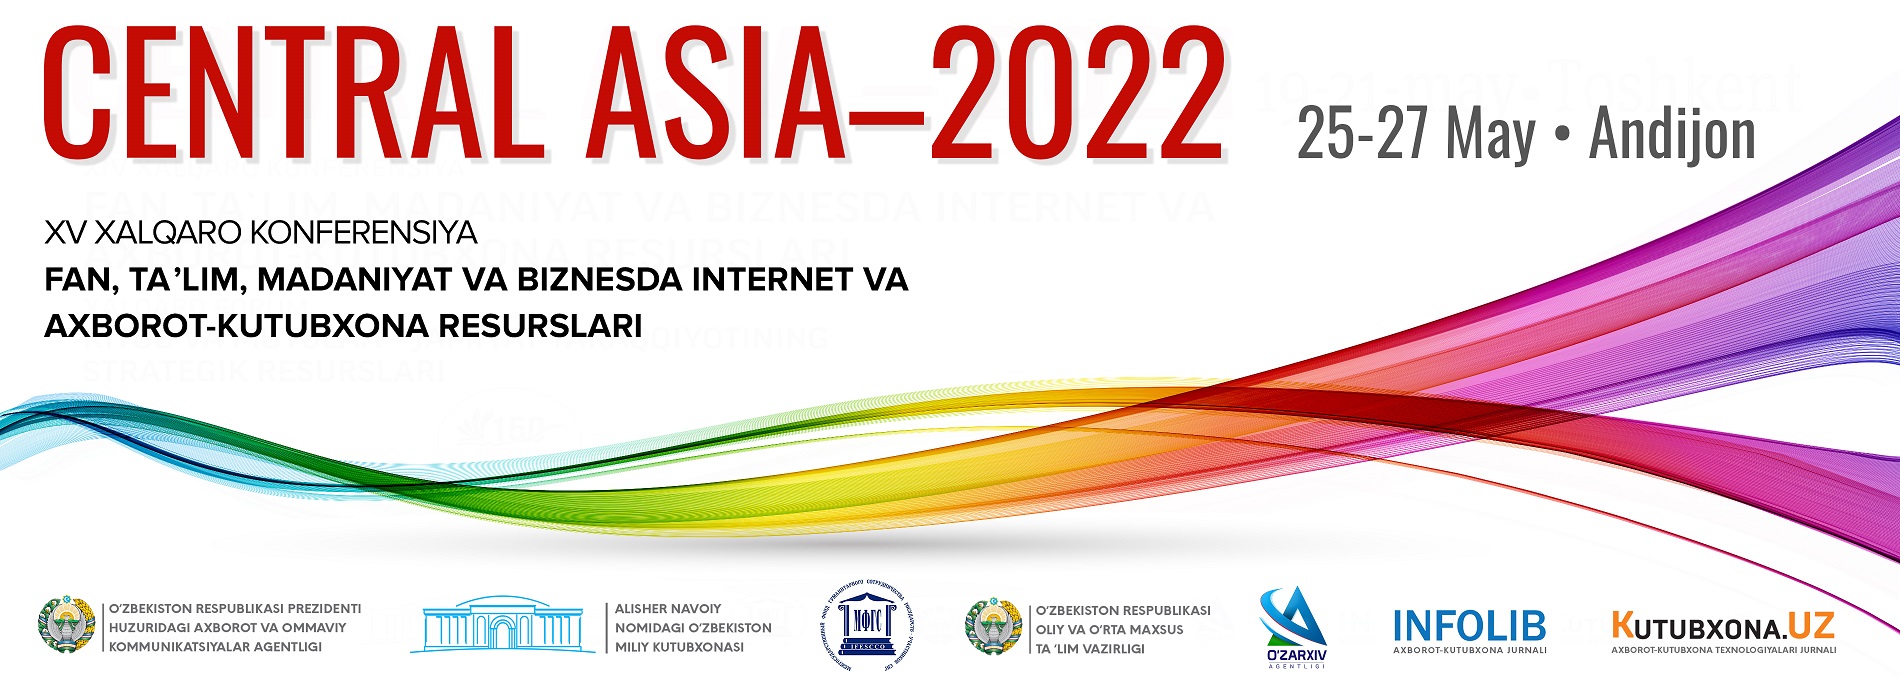 CENTRAL ASIA–2022
25-27 May • Andijon
XV XALQARO KONFERENSIYA
FAN, TA’LIM, MADANIYAT VA BIZNESDA INTERNET VA
AXBOROT-KUTUBXONA RESURSLARI
O‘ZBEKISTON RESPUBLIKASI PREZIDENTI
HUZURIDAGI AXBOROT VA OMMAVIY
KOMMUNIKATSIYALAR AGENTLIGI
ALISHER NAVOIY
NOMIDAGI O‘ZBEKISTON
MILIY KUTUBXONASI
МФГС
IFESCCO
O‘ZBEKISTON RESPUBLIKASI
OLIY VA O‘RTA MAXSUS
TA ‘LIM VAZIRLIGI
O‘ZARXIV
AGENTLIGI
INFOLIB
AXBOROT-KUTUBXONA JURNALI
KUTUBXONA.UZ
AXBOROT-KUTUBXONA TEXNOLOGIYALARI JURNALI